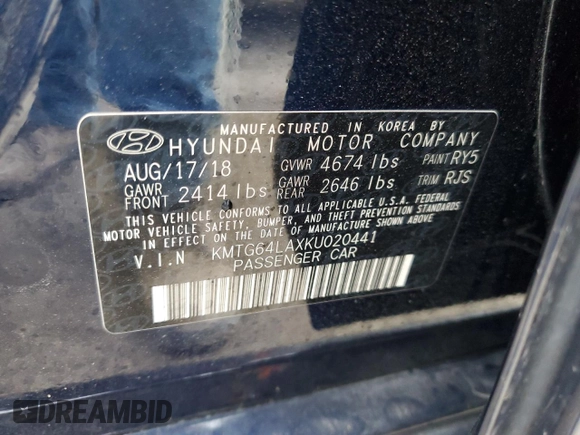 MANUFACTURED IN KOREA BY
HYUNDAI MOTOR COMPANY
AUG/17/18 GVWR 4674 lbs PAINT RY5
GAWR FRONT 2414 lbs GAWR REAR 2646 lbs TRIM RJS
THIS VEHICLE CONFORMS TO ALL APPLICABLE U.S.A. FEDERAL
MOTOR VEHICLE SAFETY, BUMPER, AND THEFT PREVENTION STANDARDS
IN EFFECT ON THE DATE OF MANUFACTURE SHOWN ABOVE.
V.I.N KMTG64LAXKU020441
PASSENGER CAR
DREAMBID